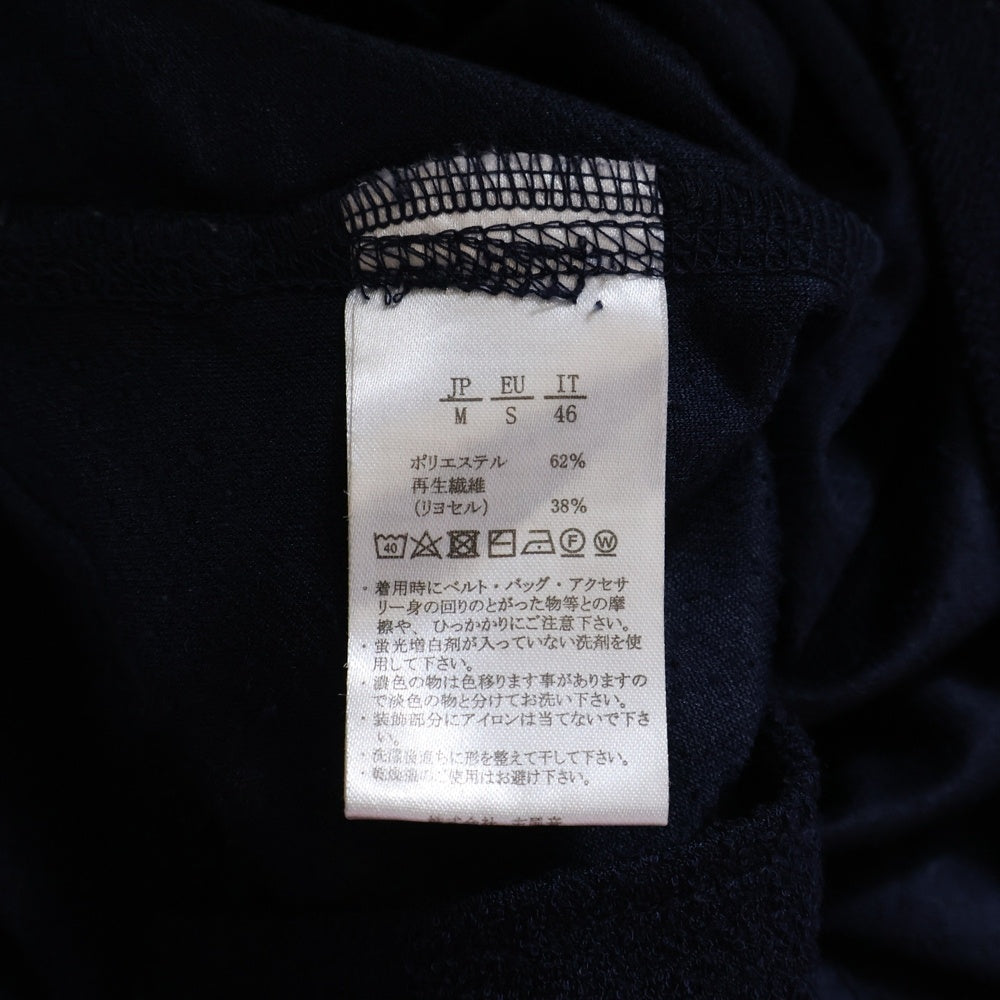 JP EU IT
M S 46
ポリエステル 62%
再生繊維
(リヨセル) 38%
40 F W
・着用時にベルト・バッグ・アクセサ
リー身の回りのとがった物等との摩
擦や、ひっかかりにご注意下さい。
・蛍光増白剤が入っていない洗剤を使
用して下さい。
・濃色の物は色移ります事がありますの
で淡色の物と分けてお洗い下さい。
・装飾部分にアイロンは当てないで下さ
い。
・洗濯後直ちに形を整えて干して下さい。
・乾燥機のご使用はお避け下さい。
株式会社